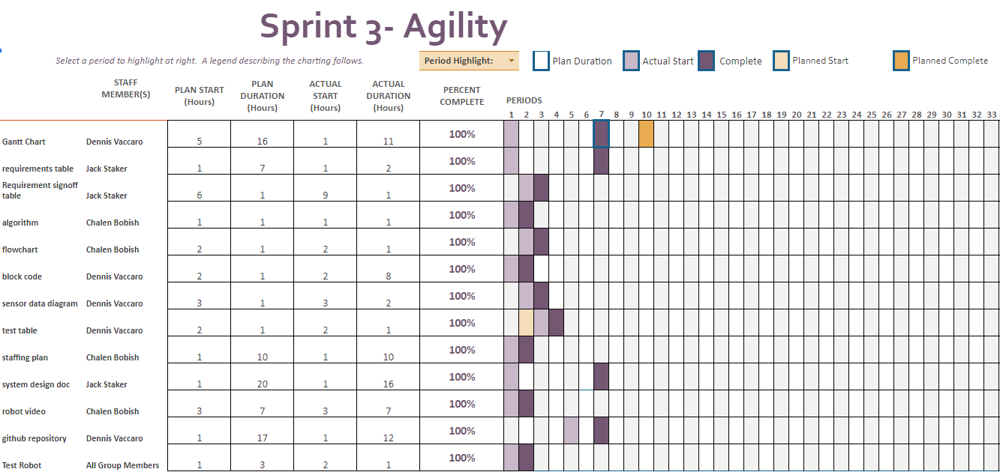 Sprint 3- Agility
Select a period to highlight at right.  A legend describing the charting follows.
Period Highlight:
Plan Duration
Actual Start
Complete
Planned Start
Planned Complete
STAFF
MEMBER(S)
PLAN START
(Hours)
PLAN
DURATION
(Hours)
ACTUAL
START
(Hours)
ACTUAL
DURATION
(Hours)
PERCENT
COMPLETE
PERIODS
1 2 3 4 5 6 7 8 9 10 11 12 13 14 15 16 17 18 19 20 21 22 23 24 25 26 27 28 29 30 31 32 33
Gantt Chart Dennis Vaccaro 5 16 1 11 100%
requirements table Jack Staker 1 7 1 2 100%
Requirement signoff
table Jack Staker 6 1 9 1 100%
algorithm Chalen Bobish 1 1 1 1 100%
flowchart Chalen Bobish 2 1 2 1 100%
block code Dennis Vaccaro 2 1 2 8 100%
sensor data diagram Dennis Vaccaro 3 1 3 2 100%
test table Dennis Vaccaro 2 1 2 1 100%
staffing plan Chalen Bobish 1 10 1 10 100%
system design doc Jack Staker 1 20 1 16 100%
robot video Chalen Bobish 3 7 3 7 100%
github repository Dennis Vaccaro 1 17 1 12 100%
Test Robot All Group Members 1 3 2 1 100%